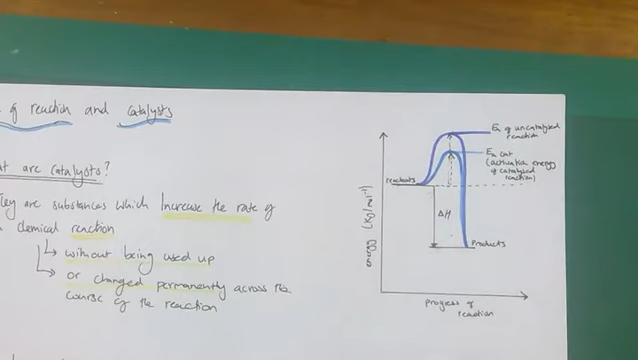 of reaction and catalysts
at are catalysts?
They are substances which Increase the rate of
chemical reaction
↳ without being used up
↳ or changed permanently across the
course of the reaction
Ea of uncatalysed
reaction
Ea cat
(activation energy
of catalysed
reaction)
reactants
ΔH
Products
energy (KJ/mol⁻¹)
progress of
reaction